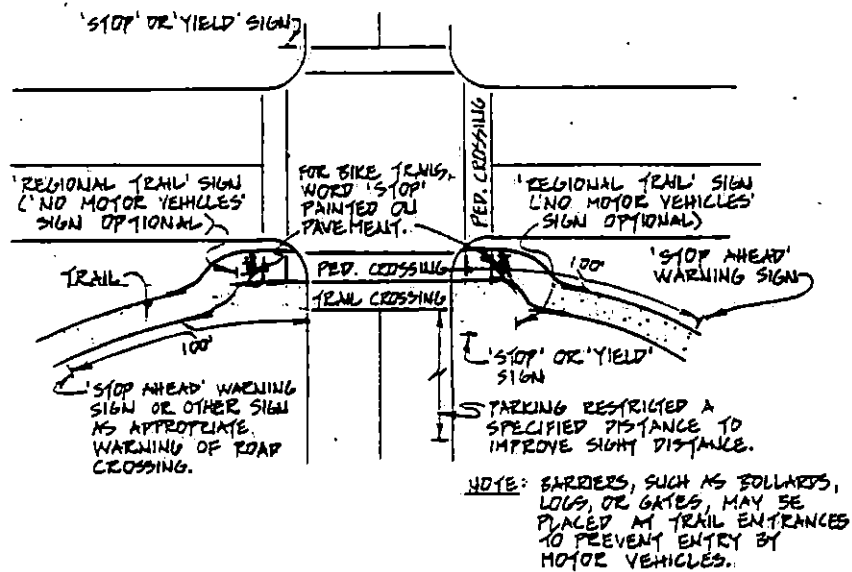 'STOP' OR 'YIELD' SIGN
PED. CROSSING
'REGIONAL TRAIL' SIGN
('NO MOTOR VEHICLES'
SIGN OPTIONAL)
FOR BIKE TRAILS,
WORD 'STOP'
PAINTED ON
PAVEMENT.
'REGIONAL TRAIL' SIGN
('NO MOTOR VEHICLES'
SIGN OPTIONAL)
'STOP AHEAD'
WARNING SIGN
TRAIL
PED. CROSSING
TRAIL CROSSING
100'
100'
'STOP' OR 'YIELD'
SIGN
'STOP AHEAD' WARNING
SIGN OR OTHER SIGN
AS APPROPRIATE
WARNING OF ROAD
CROSSING.
PARKING RESTRICTED A
SPECIFIED DISTANCE TO
IMPROVE SIGHT DISTANCE.
NOTE: BARRIERS, SUCH AS BOLLARDS,
LOGS, OR GATES, MAY BE
PLACED AT TRAIL ENTRANCES
TO PREVENT ENTRY BY
MOTOR VEHICLES.